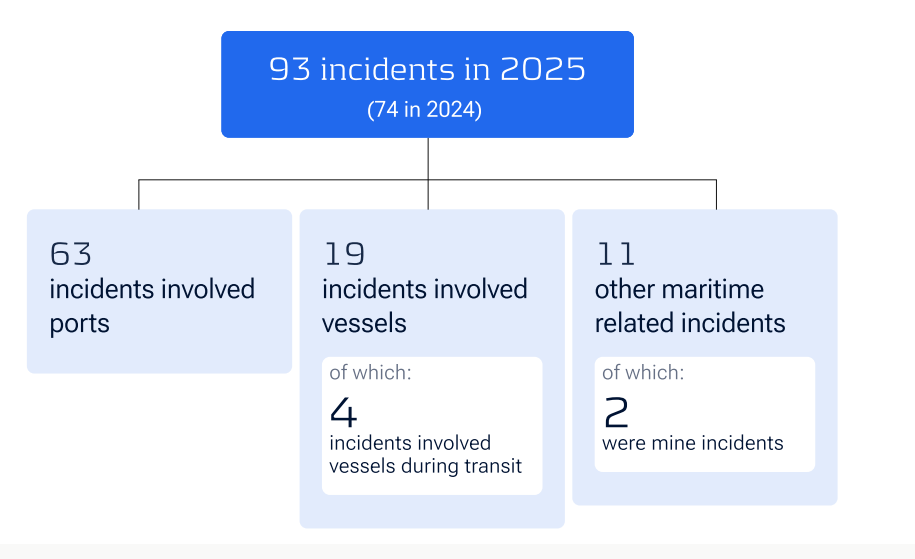 93 incidents in 2025
(74 in 2024)
63
incidents involved
ports
19
incidents involved
vessels
of which:
4
incidents involved
vessels during transit
11
other maritime
related incidents
of which:
2
were mine incidents